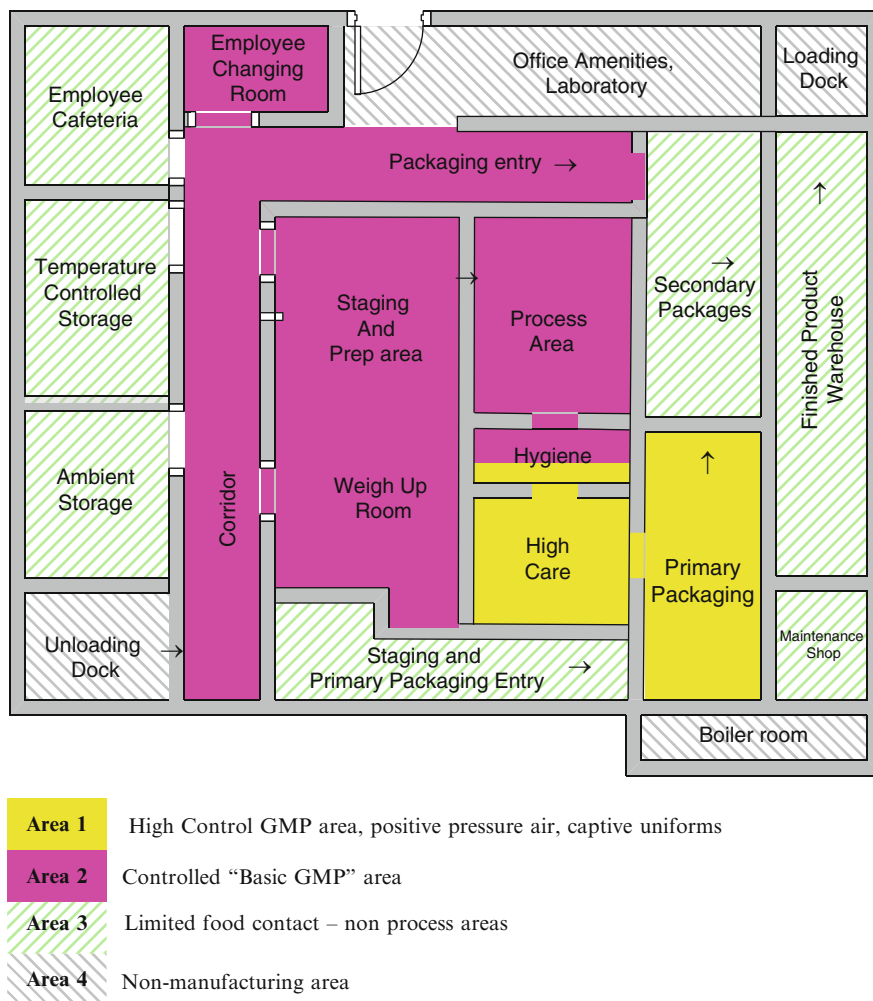 Employee
Changing
Room
Office Amenities,
Laboratory
Loading
Dock
Employee
Cafeteria
Packaging entry →
Temperature
Controlled
Storage
Staging
And
Prep area
→
Process
Area
→
Secondary
Packages
→
Finished Product
Warehouse
Ambient
Storage
Corridor
Weigh Up
Room
Hygiene
High
Care
↑
Primary
Packaging
Unloading
Dock →
Staging and
Primary Packaging Entry →
Maintenance
Shop
Boiler room
Area 1 High Control GMP area, positive pressure air, captive uniforms
Area 2 Controlled “Basic GMP” area
Area 3 Limited food contact – non process areas
Area 4 Non-manufacturing area